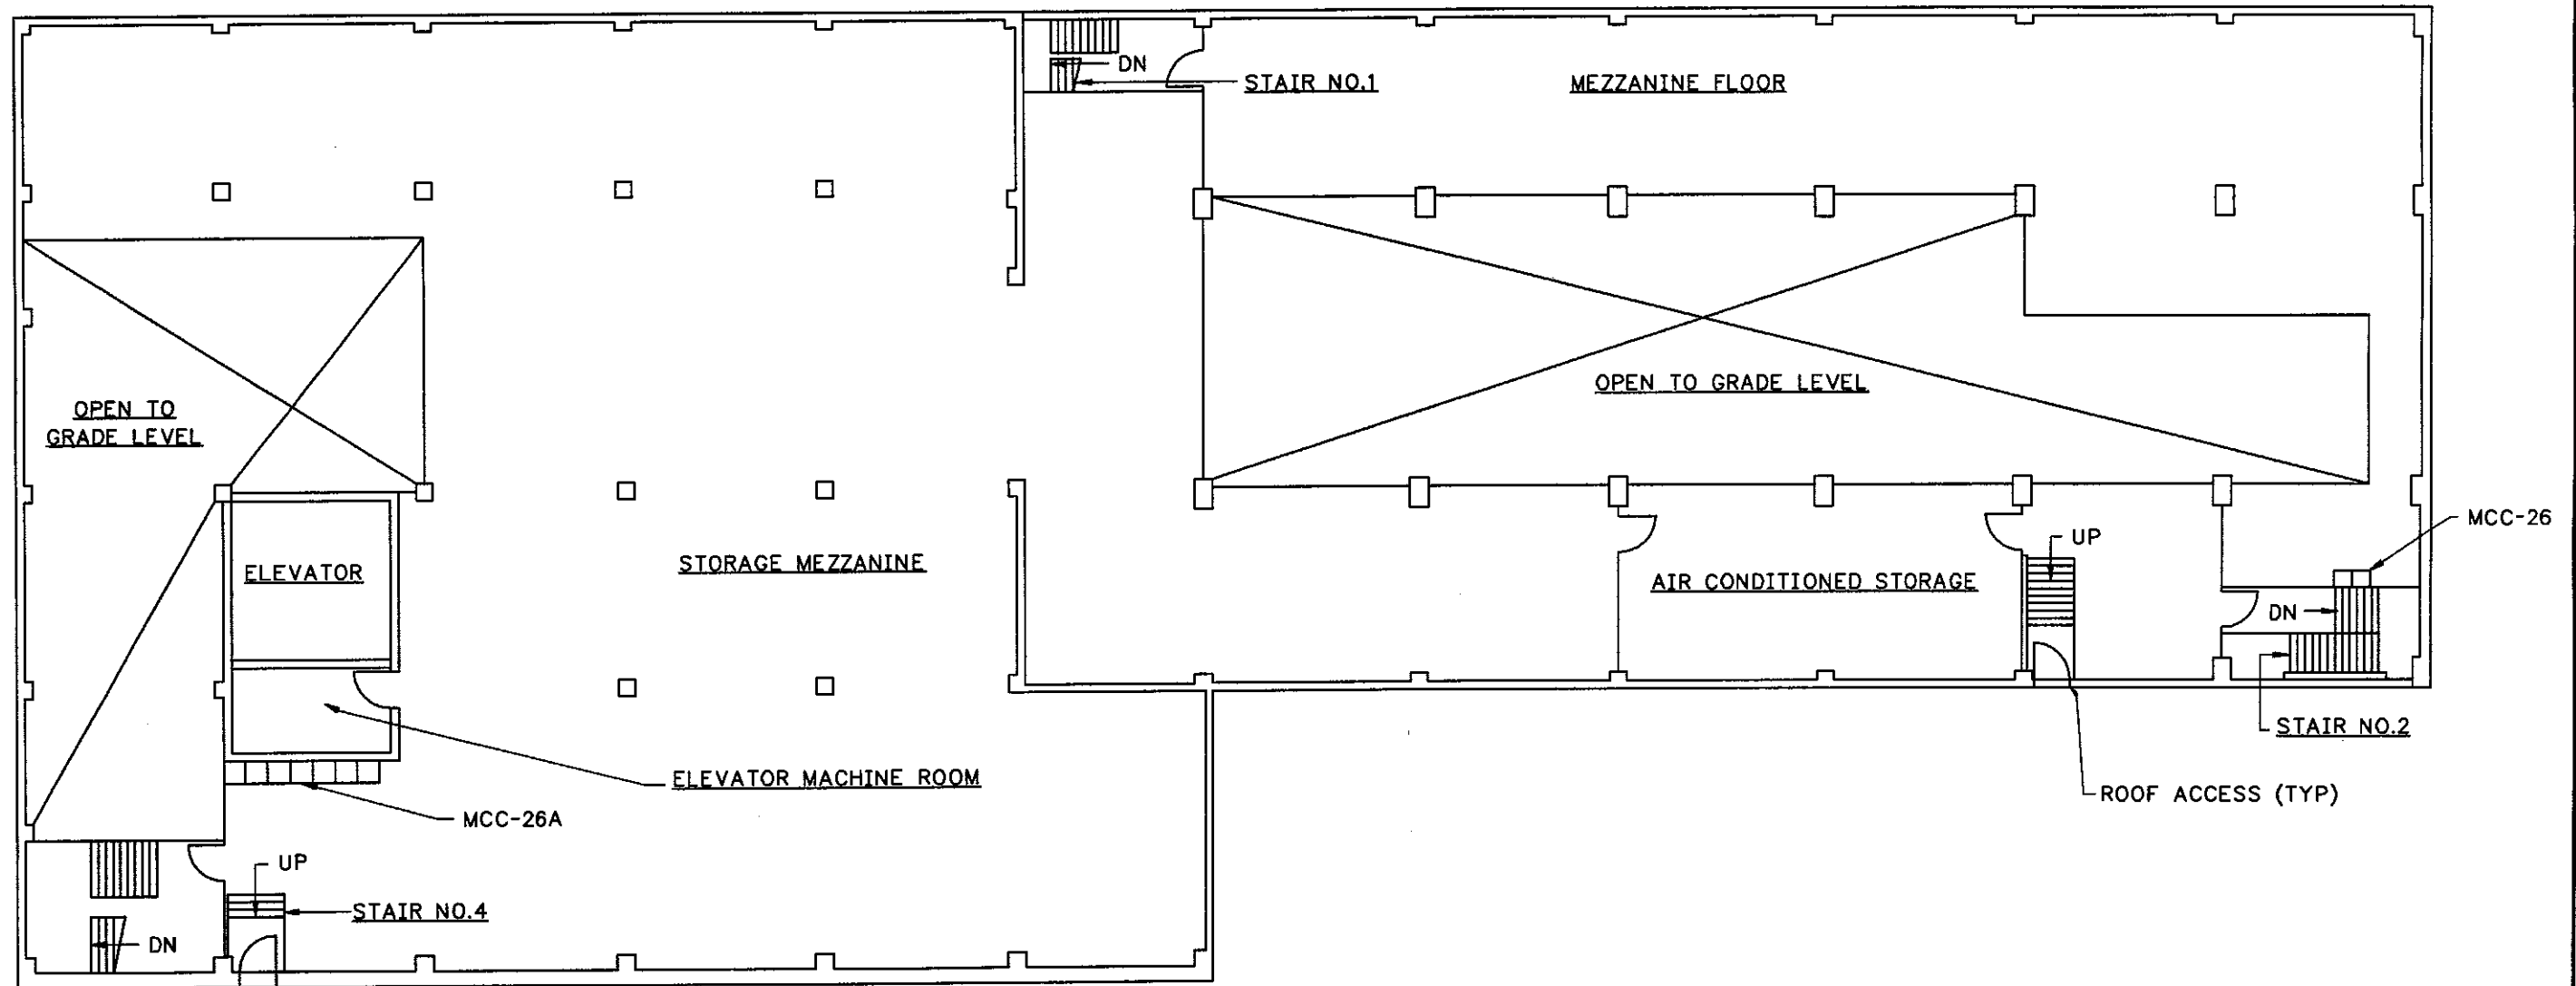 DN
STAIR NO.1
MEZZANINE FLOOR
OPEN TO GRADE LEVEL
OPEN TO
GRADE LEVEL
MCC-26
UP
STORAGE MEZZANINE
ELEVATOR
AIR CONDITIONED STORAGE
DN
STAIR NO.2
ELEVATOR MACHINE ROOM
ROOF ACCESS (TYP)
MCC-26A
UP
STAIR NO.4
DN